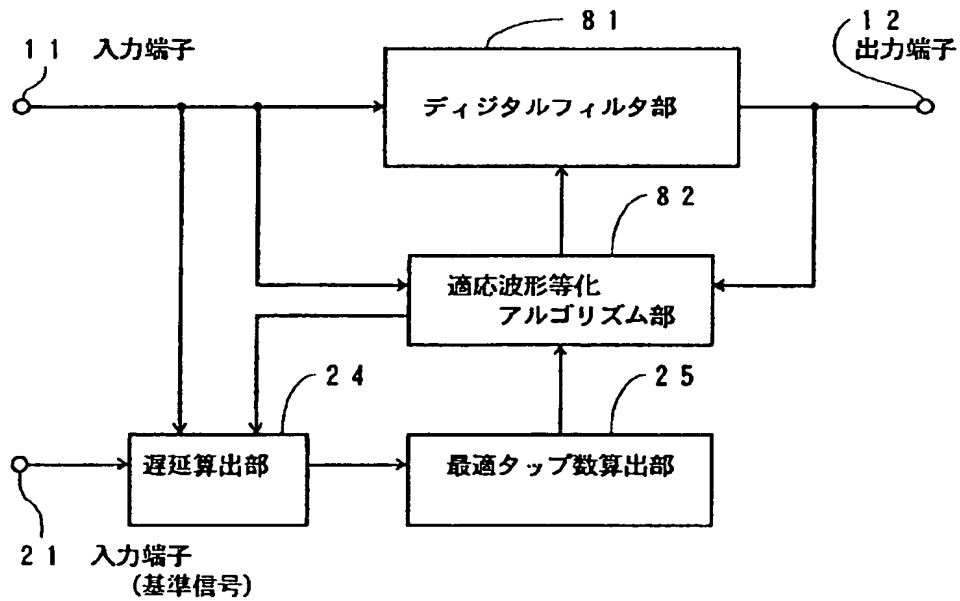 81
12
11 入力端子
出力端子
ディジタルフィルタ部
82
適応波形等化
アルゴリズム部
24
25
遅延算出部
最適タップ数算出部
21 入力端子
(基準信号)